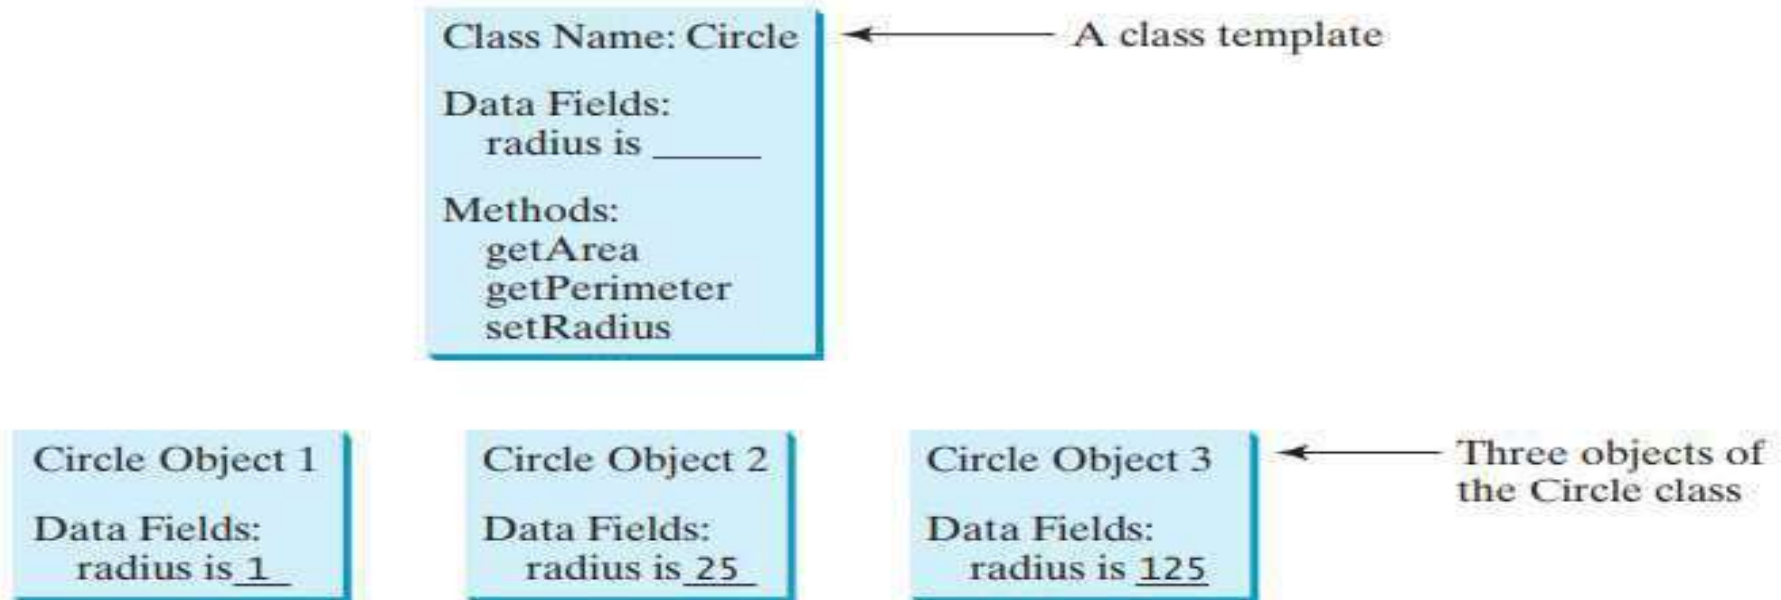 Class Name: Circle
A class template
Data Fields:
radius is _____
Methods:
getArea
getPerimeter
setRadius
Circle Object 1
Data Fields:
radius is 1
Circle Object 2
Data Fields:
radius is 25
Circle Object 3
Data Fields:
radius is 125
Three objects of
the Circle class